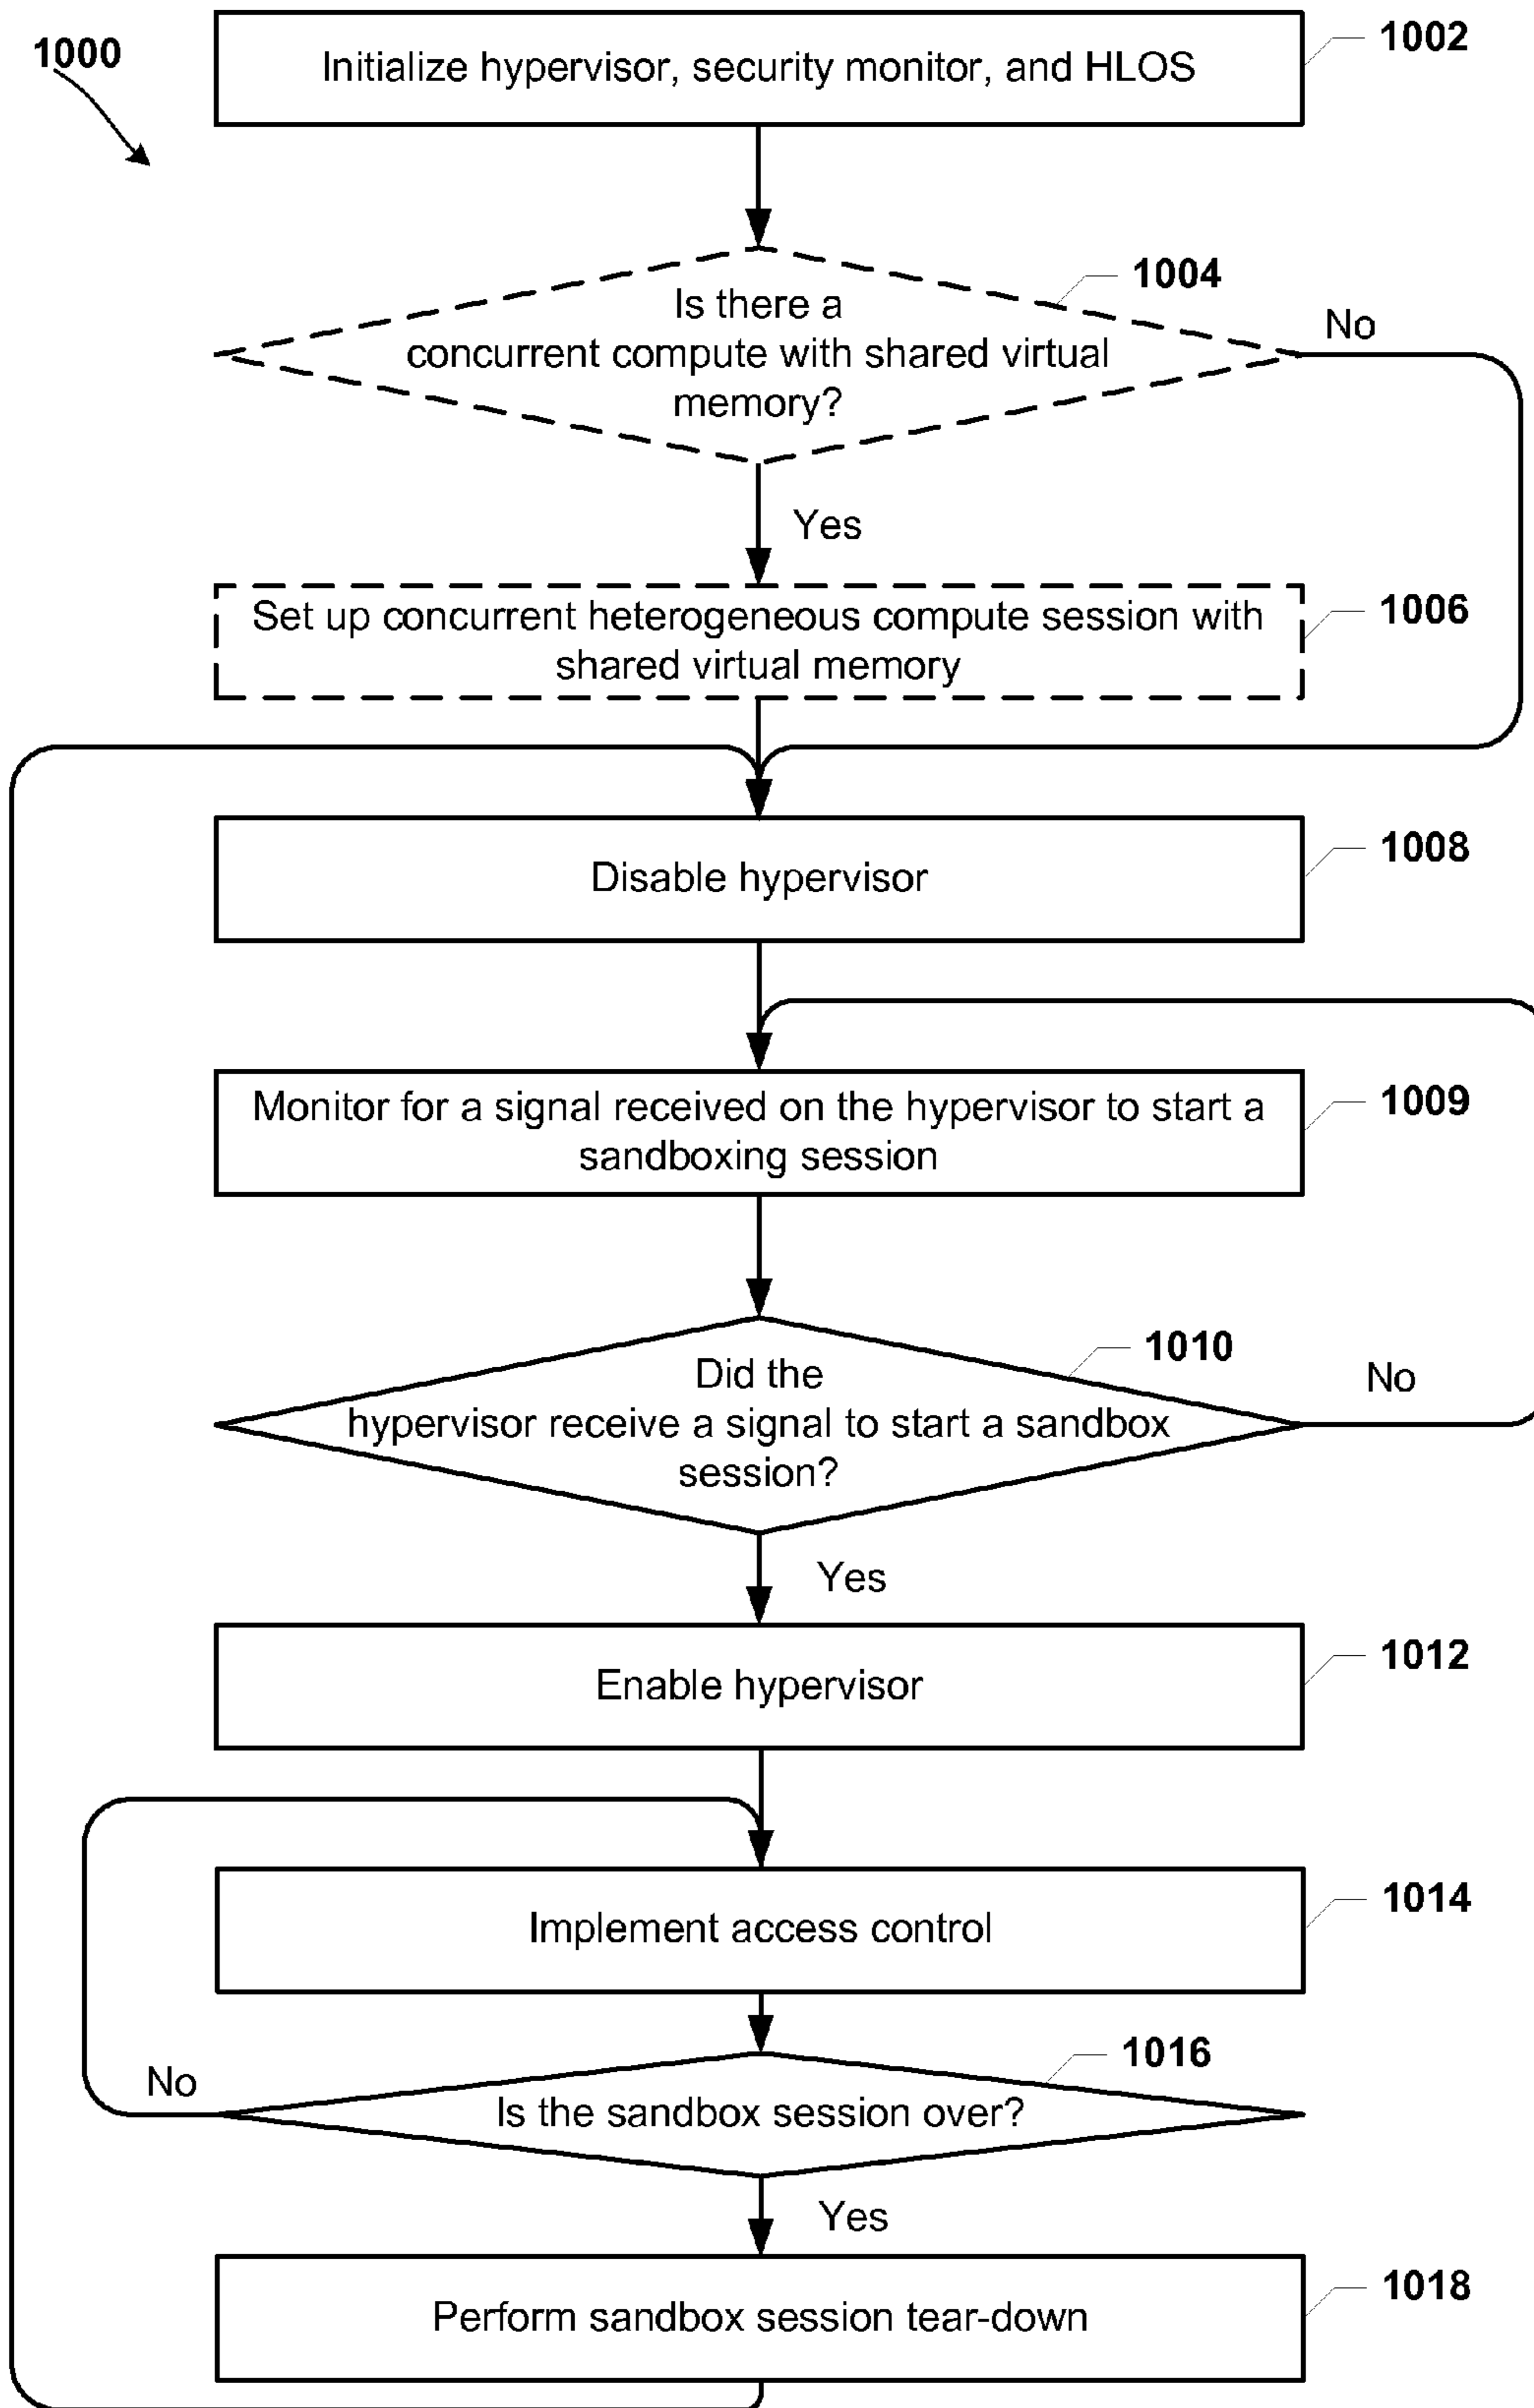 1000
Initialize hypervisor, security monitor, and HLOS
1002
1004
Is there a
concurrent compute with shared virtual
memory?
No
Yes
Set up concurrent heterogeneous compute session with
shared virtual memory
1006
Disable hypervisor
1008
Monitor for a signal received on the hypervisor to start a
sandboxing session
1009
1010
Did the
hypervisor receive a signal to start a sandbox
session?
No
Yes
Enable hypervisor
1012
Implement access control
1014
1016
Is the sandbox session over?
No
Yes
Perform sandbox session tear-down
1018